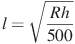 l = √(Rh/500)